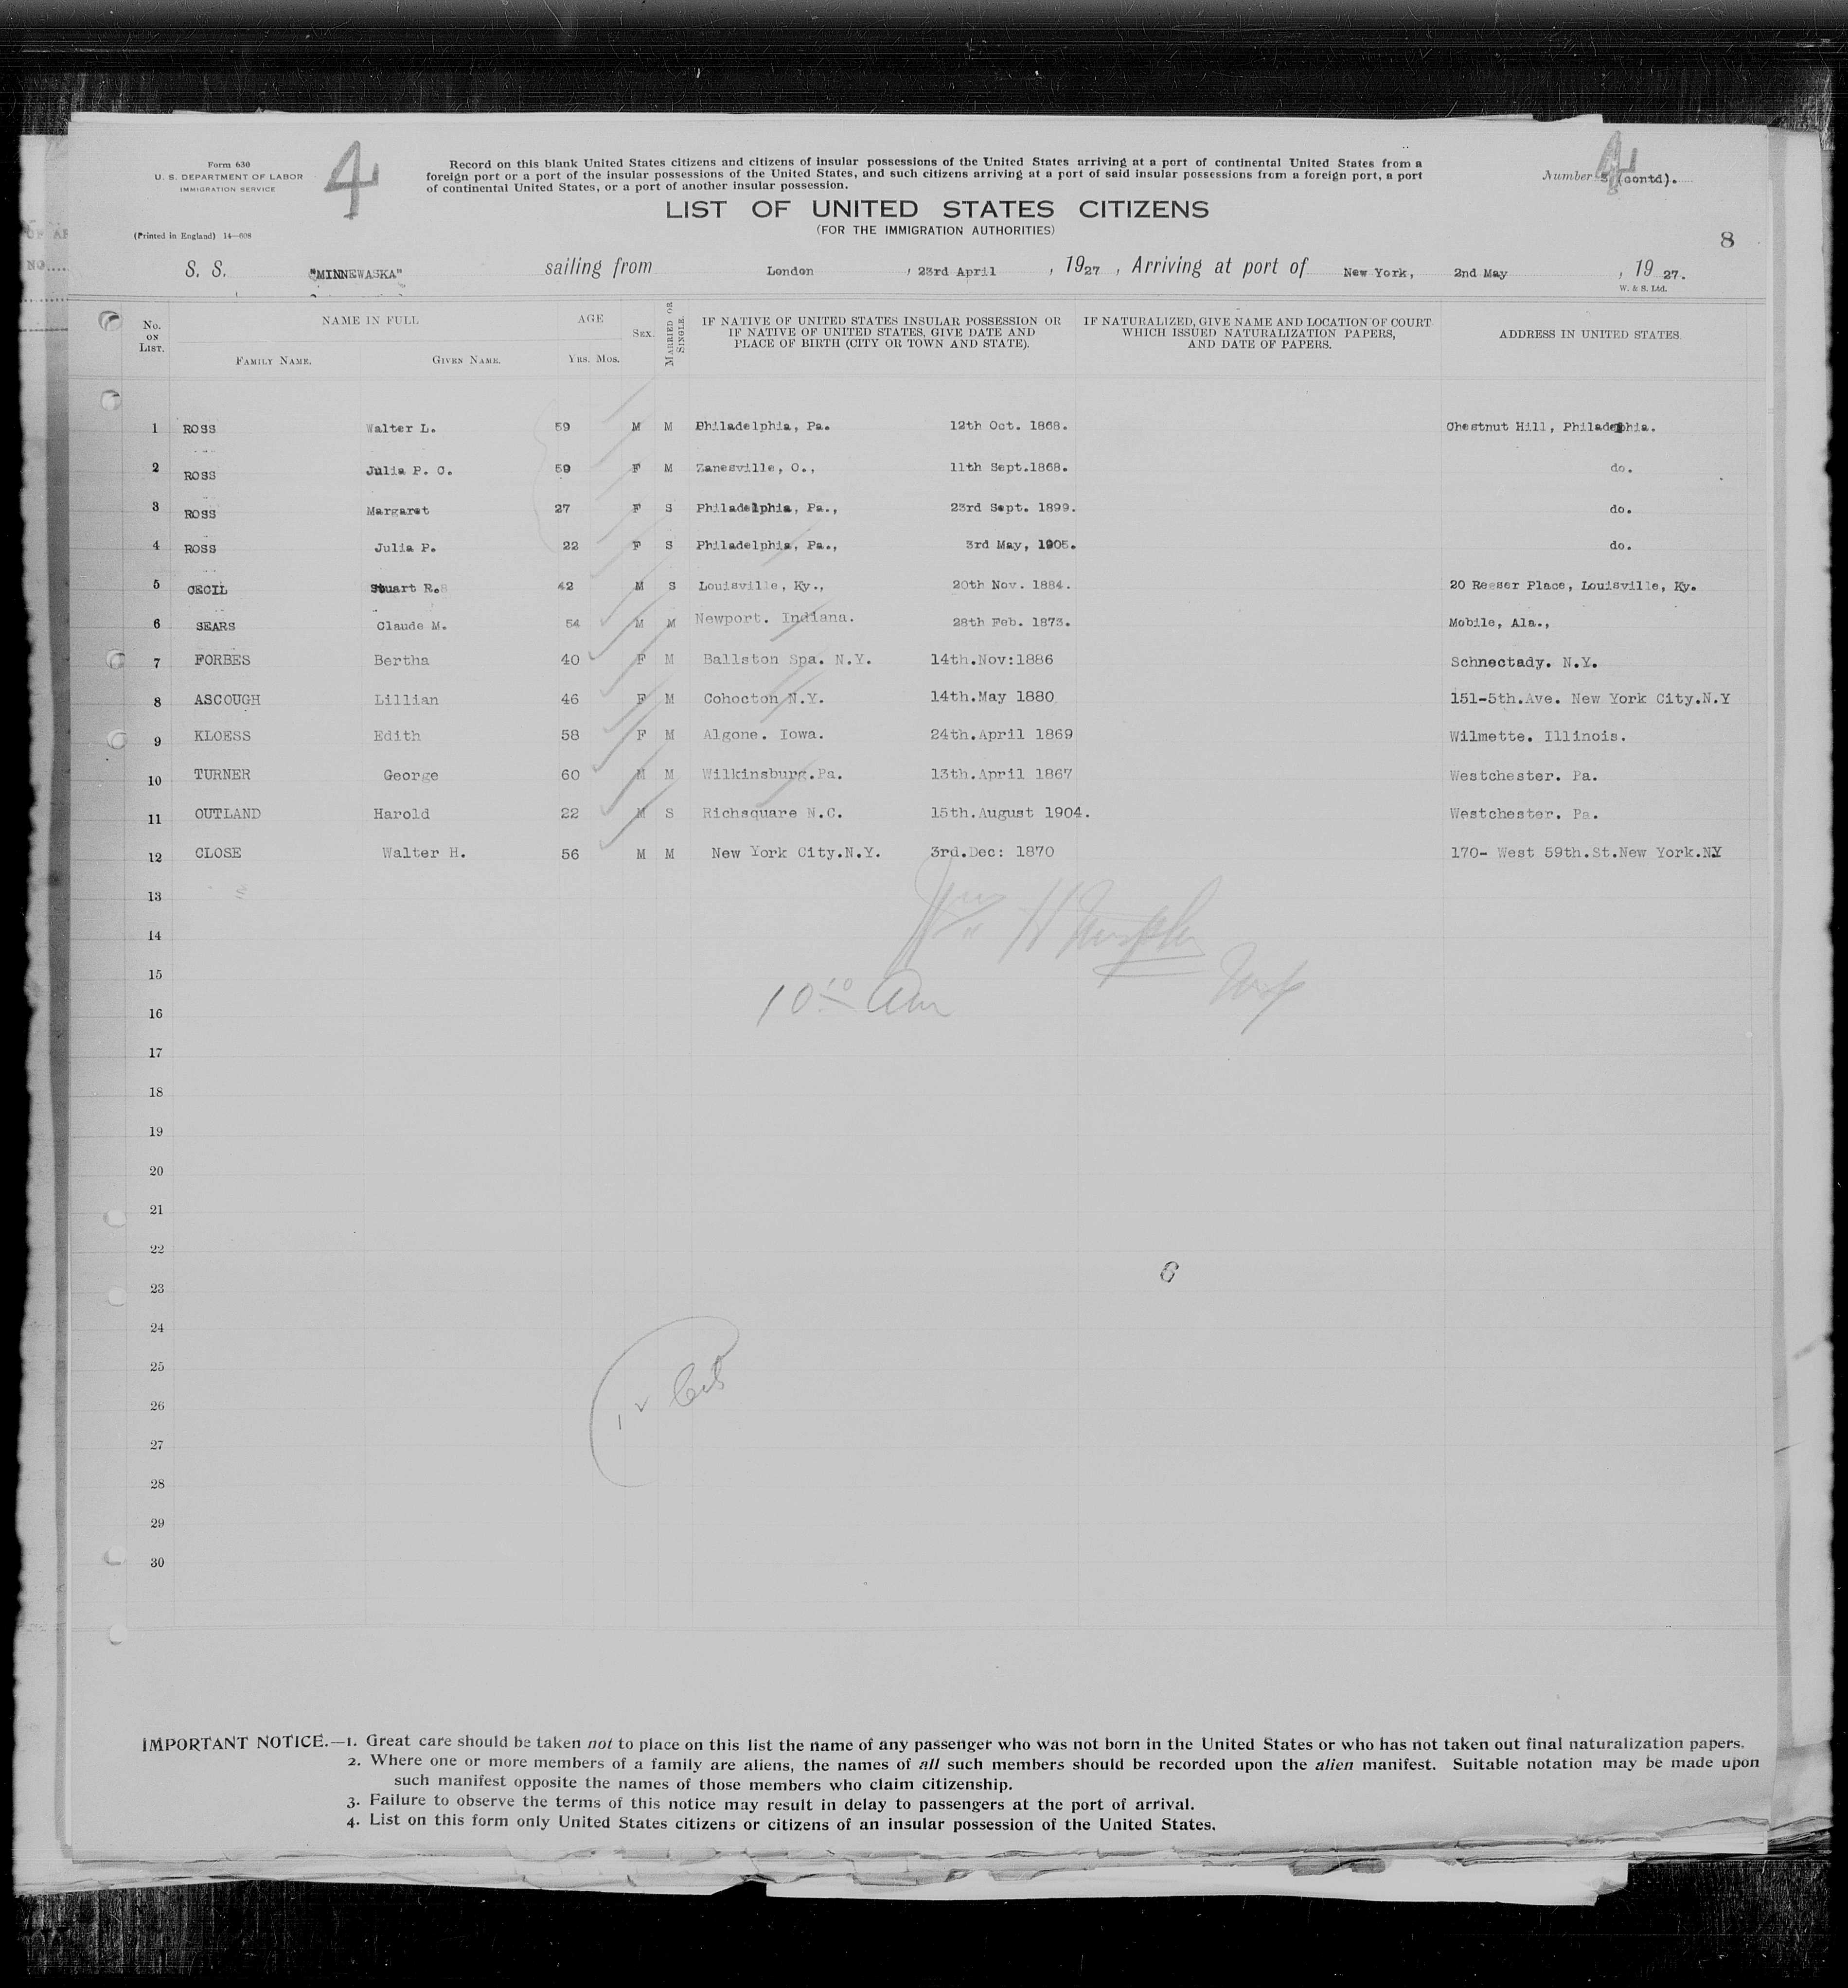 Form 630
U. S. DEPARTMENT OF LABOR
IMMIGRATION SERVICE
(Printed in England) 14—608
4
Record on this blank United States citizens and citizens of insular possessions of the United States arriving at a port of continental United States from a
foreign port or a port of the insular possessions of the United States, and such citizens arriving at a port of said insular possessions from a foreign port, a port
of continental United States, or a port of another insular possession.
Number 5 (contd).
4
LIST OF UNITED STATES CITIZENS
(FOR THE IMMIGRATION AUTHORITIES)
8
S. S. "MINNEWASKA" sailing from London , 23rd April , 1927 , Arriving at port of New York, 2nd May , 19 27.
W. & S. Ltd.
No. ON LIST. NAME IN FULL AGE SEX. MARRIED OR SINGLE. IF NATIVE OF UNITED STATES INSULAR POSSESSION OR IF NATIVE OF UNITED STATES, GIVE DATE AND PLACE OF BIRTH (CITY OR TOWN AND STATE). IF NATURALIZED, GIVE NAME AND LOCATION OF COURT WHICH ISSUED NATURALIZATION PAPERS, AND DATE OF PAPERS. ADDRESS IN UNITED STATES.
FAMILY NAME. GIVEN NAME. YRS. MOS.
1 ROSS Walter L. 59 M M Philadelphia, Pa. 12th Oct. 1868. Chestnut Hill, Philadelphia.
2 ROSS Julia P. C. 59 F M Zanesville, O., 11th Sept.1868. do.
3 ROSS Margaret 27 F S Philadelphia, Pa., 23rd Sept. 1899. do.
4 ROSS Julia P. 22 F S Philadelphia, Pa., 3rd May, 1905. do.
5 CECIL Stuart R. 42 M S Louisville, Ky., 20th Nov. 1884. 20 Reeser Place, Louisville, Ky.
6 SEARS Claude M. 54 M M Newport. Indiana. 28th Feb. 1873. Mobile, Ala.,
7 FORBES Bertha 40 F M Ballston Spa. N.Y. 14th.Nov:1886 Schnectady. N.Y.
8 ASCOUGH Lillian 46 F M Cohocton N.Y. 14th.May 1880 151-5th.Ave. New York City.N.Y
9 KLOESS Edith 58 F M Algone. Iowa. 24th.April 1869 Wilmette. Illinois.
10 TURNER George 60 M M Wilkinsburg.Pa. 13th.April 1867 Westchester. Pa.
11 OUTLAND Harold 22 M S Richsquare N.C. 15th.August 1904. Westchester. Pa.
12 CLOSE Walter H. 56 M M New York City.N.Y. 3rd.Dec: 1870 170- West 59th.St.New York.NY
13
14
15
10 10 Am
16
17
18
19
20
21
22
23
6
24
25
26
27
28
29
30
IMPORTANT NOTICE.—1. Great care should be taken not to place on this list the name of any passenger who was not born in the United States or who has not taken out final naturalization papers.
2. Where one or more members of a family are aliens, the names of all such members should be recorded upon the alien manifest. Suitable notation may be made upon
such manifest opposite the names of those members who claim citizenship.
3. Failure to observe the terms of this notice may result in delay to passengers at the port of arrival.
4. List on this form only United States citizens or citizens of an insular possession of the United States.